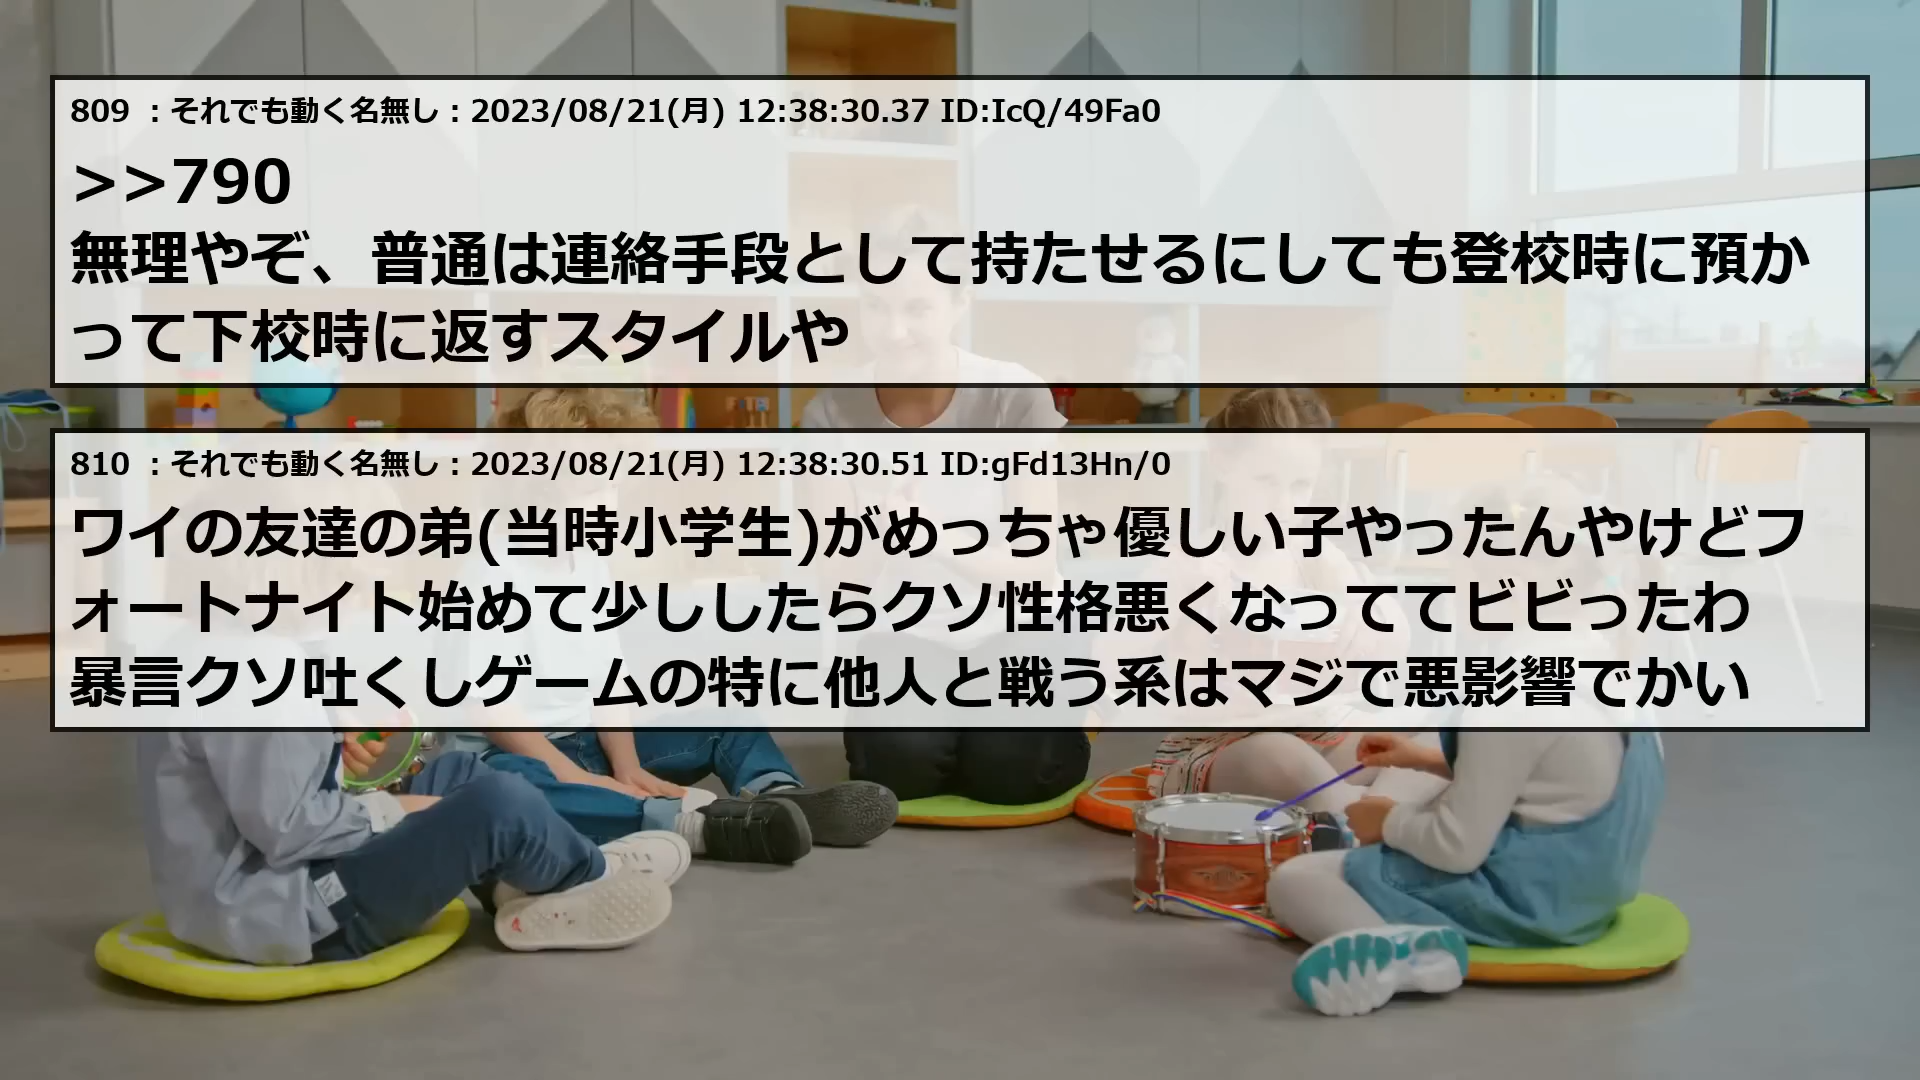 809 ：それでも動く名無し：2023/08/21(月) 12:38:30.37 ID:IcQ/49Fa0
>>790
無理やぞ、普通は連絡手段として持たせるにしても登校時に預か
って下校時に返すスタイルや
810 ：それでも動く名無し：2023/08/21(月) 12:38:30.51 ID:gFd13Hn/0
ワイの友達の弟(当時小学生)がめっちゃ優しい子やったんやけどフ
ォートナイト始めて少ししたらクソ性格悪くなっててビビったわ
暴言クソ吐くしゲームの特に他人と戦う系はマジで悪影響でかい